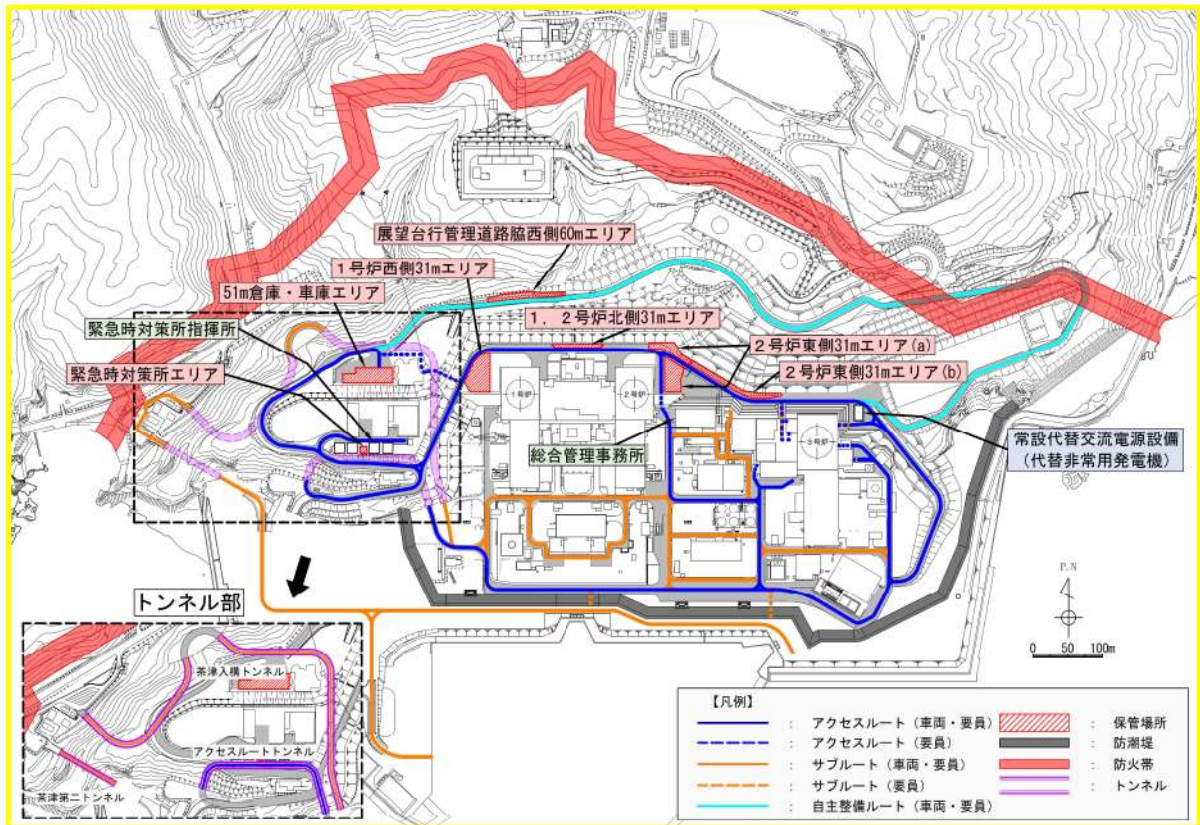 展望台行管理道路脇西側60mエリア
1号炉西側31mエリア
51m倉庫・車庫エリア
1．2号炉北側31mエリア
緊急時対策所指揮所
2号炉東側31mエリア(a)
緊急時対策所エリア
2号炉東側31mエリア(b)
1号炉
2号炉
3号炉
総合管理事務所
常設代替交流電源設備
(代替非常用発電機)
トンネル部
P.N
0 50 100m
茶津入構トンネル
アクセスルートトンネル
茶津第二トンネル
【凡例】
： アクセスルート（車両・要員）
： 保管場所
： アクセスルート（要員）
： 防潮堤
： サブルート（車両・要員）
： 防火帯
： サブルート（要員）
： トンネル
： 自主整備ルート（車両・要員）